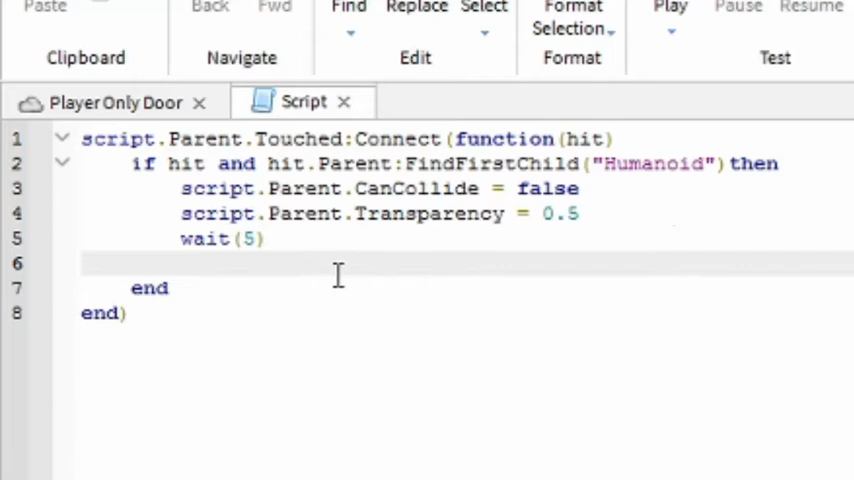 Paste Back Fwd Find Replace Select Format Play Pause Resume
Selection
Clipboard Navigate Edit Format Test
Player Only Door × Script ×
1 script.Parent.Touched:Connect(function(hit)
2 if hit and hit.Parent:FindFirstChild("Humanoid")then
3 script.Parent.CanCollide = false
4 script.Parent.Transparency = 0.5
5 wait(5)
6
7 end
8 end)